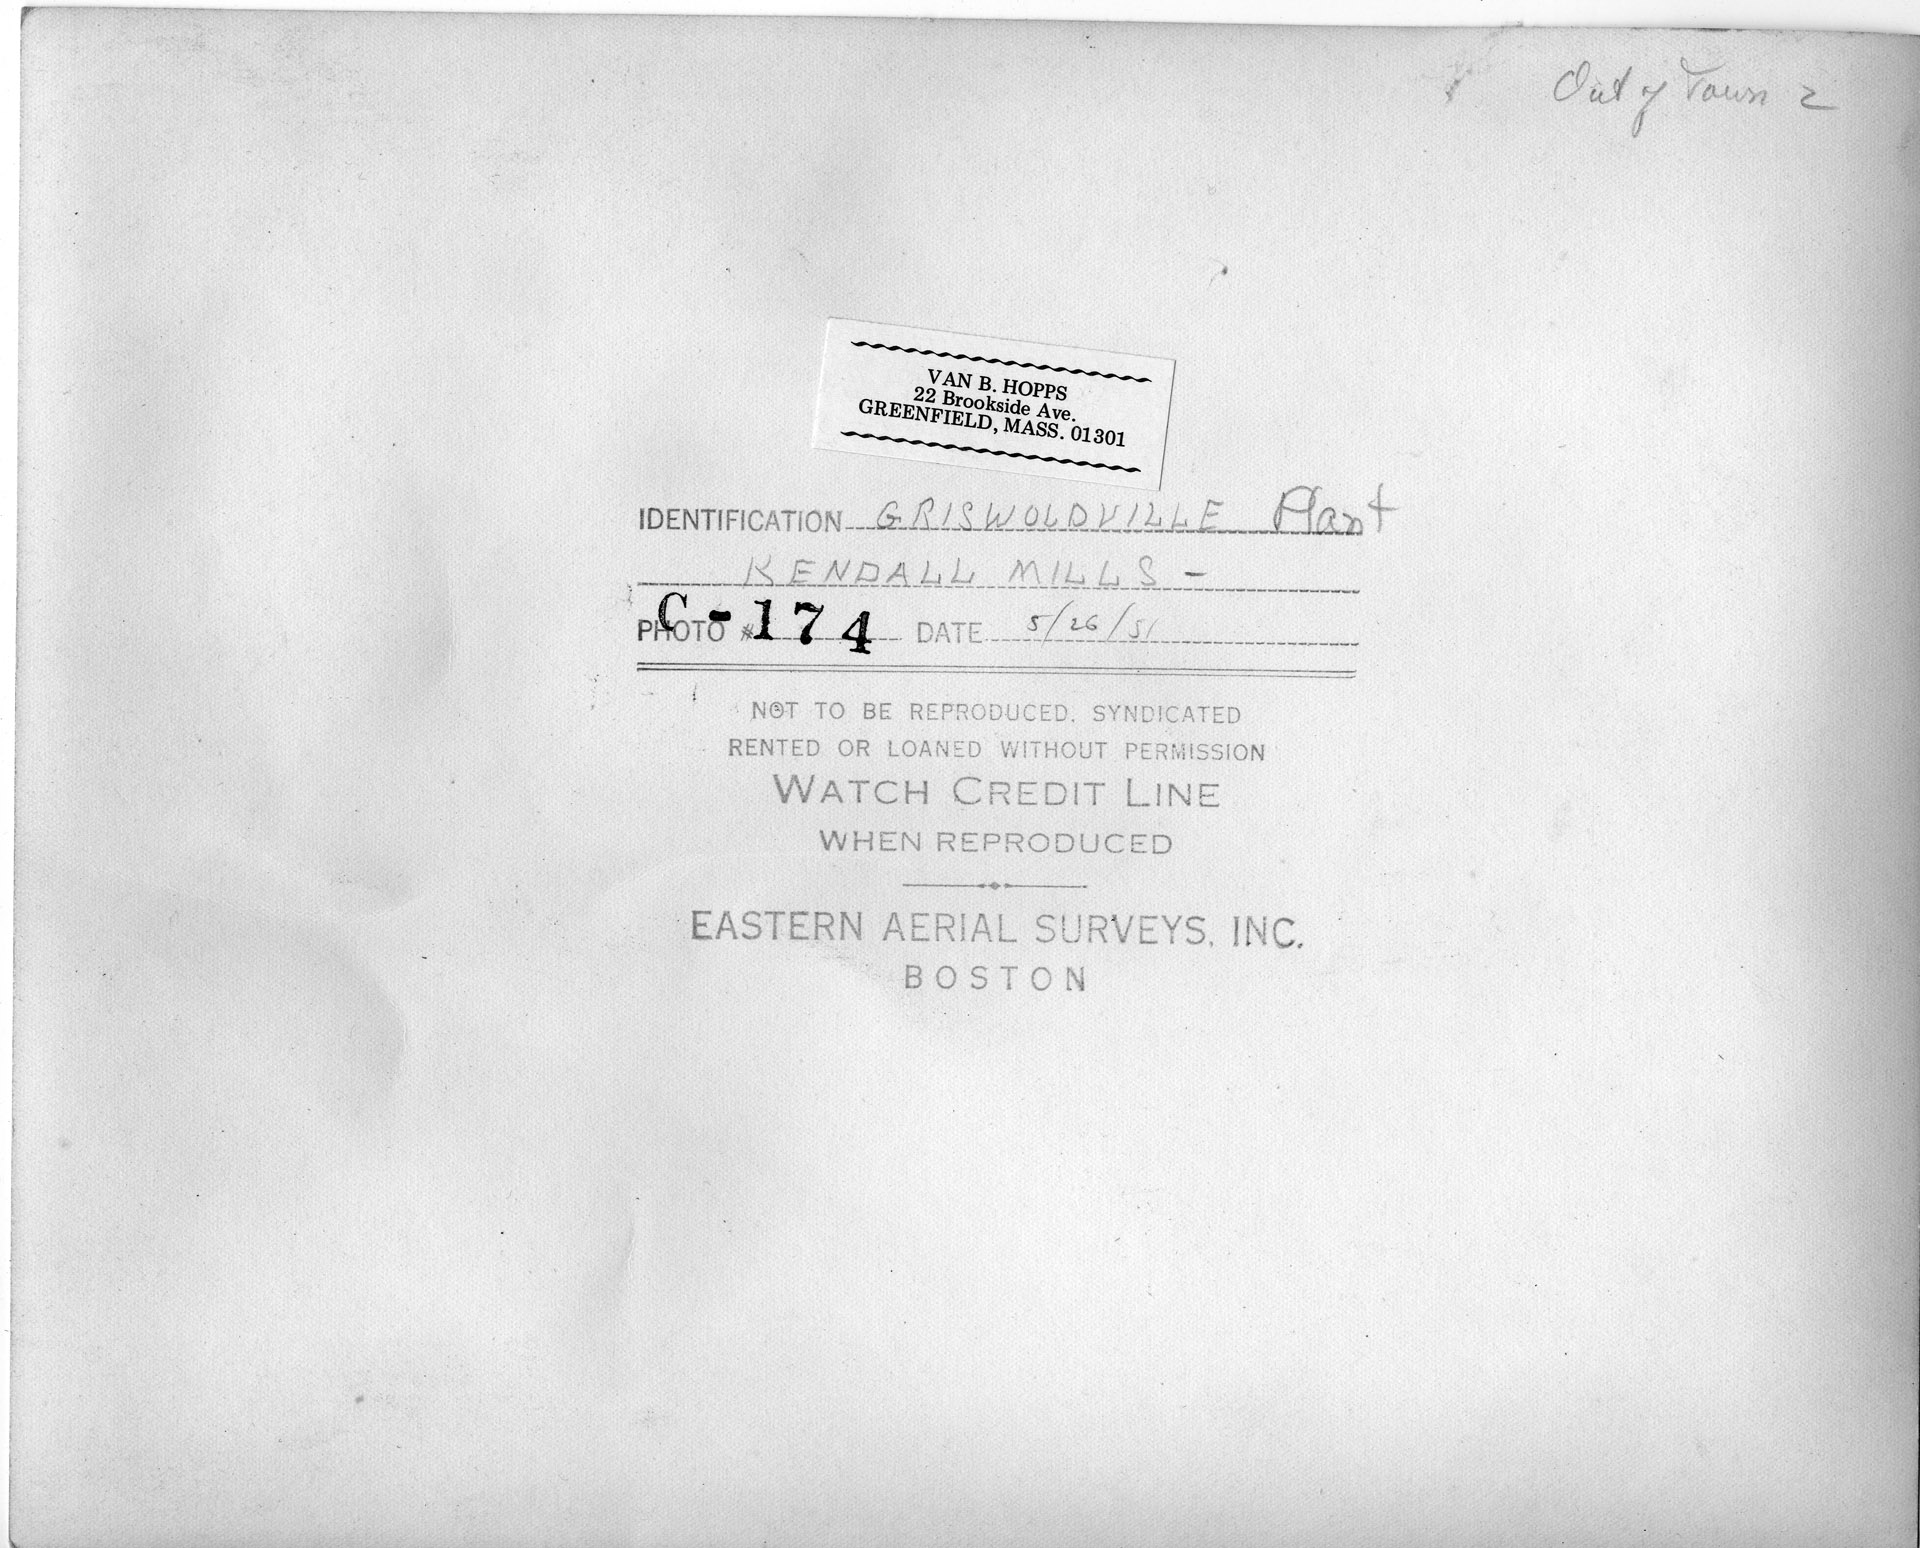 Out of Town 2
VAN B. HOPPS
22 Brookside Ave.
GREENFIELD, MASS. 01301
IDENTIFICATION GRISWOLDVILLE Plant
KENDALL MILLS -
PHOTO # C-174 DATE 5/26/51
NOT TO BE REPRODUCED, SYNDICATED
RENTED OR LOANED WITHOUT PERMISSION
WATCH CREDIT LINE
WHEN REPRODUCED
EASTERN AERIAL SURVEYS, INC.
BOSTON